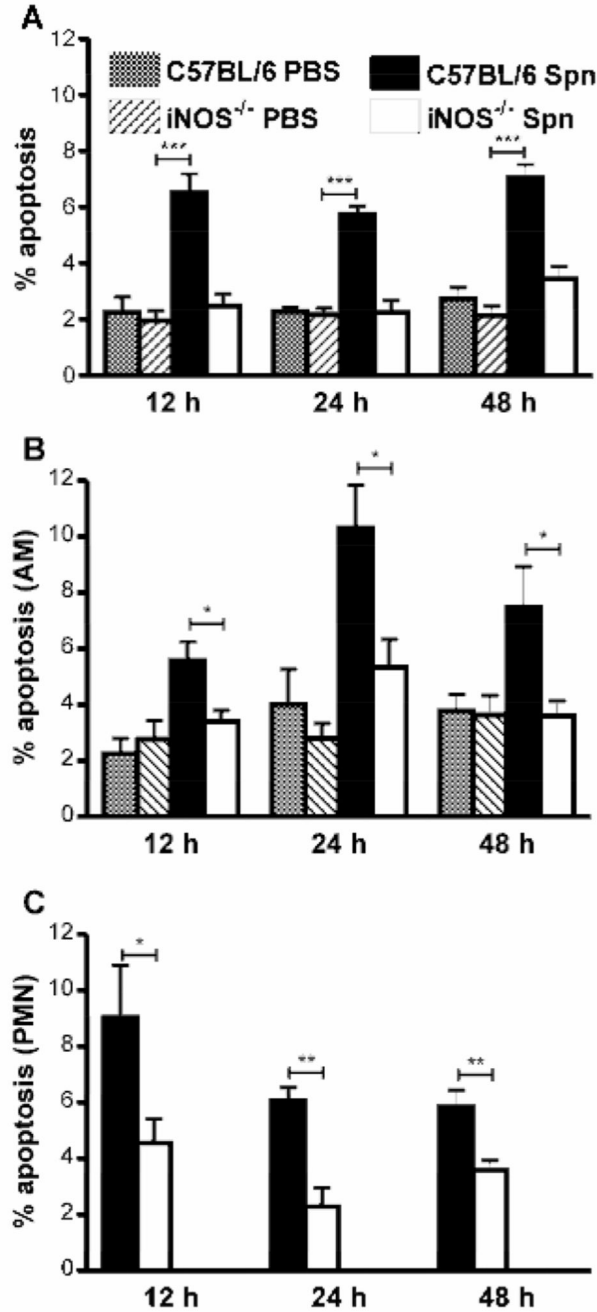 A
12
10
8
6
4
2
0
% apoptosis
C57BL/6 PBS
C57BL/6 Spn
iNOS-/- PBS
iNOS-/- Spn
***
***
***
12 h
24 h
48 h
B
12
10
8
6
4
2
0
% apoptosis (AM)
*
*
*
12 h
24 h
48 h
C
12
10
8
6
4
2
0
% apoptosis (PMN)
*
**
**
12 h
24 h
48 h